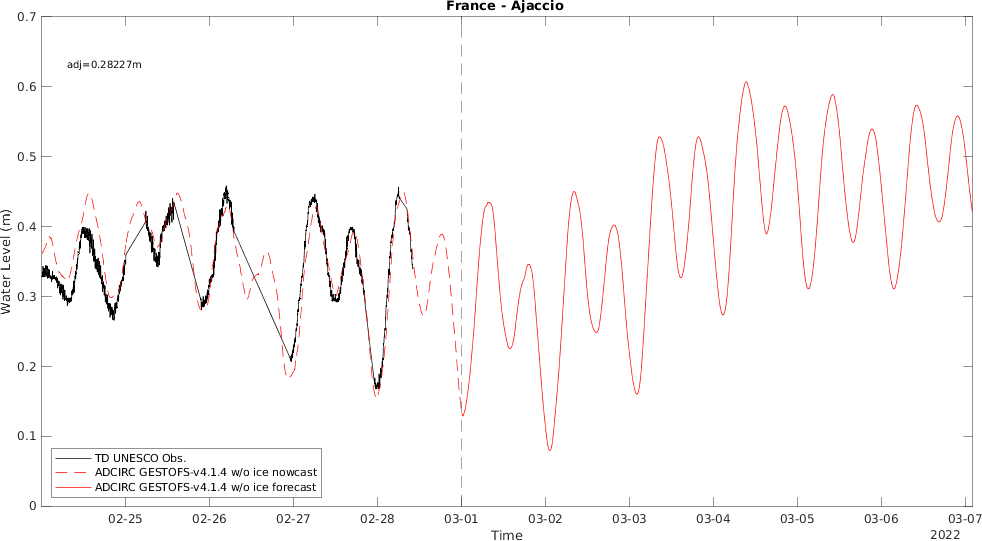 France - Ajaccio
adj=0.28227m
0.7
0.6
0.5
0.4
0.3
0.2
0.1
0
Water Level (m)
TD UNESCO Obs.
ADCIRC GESTOFS-v4.1.4 w/o ice nowcast
ADCIRC GESTOFS-v4.1.4 w/o ice forecast
02-25 02-26 02-27 02-28 03-01 03-02 03-03 03-04 03-05 03-06 03-07
2022
Time